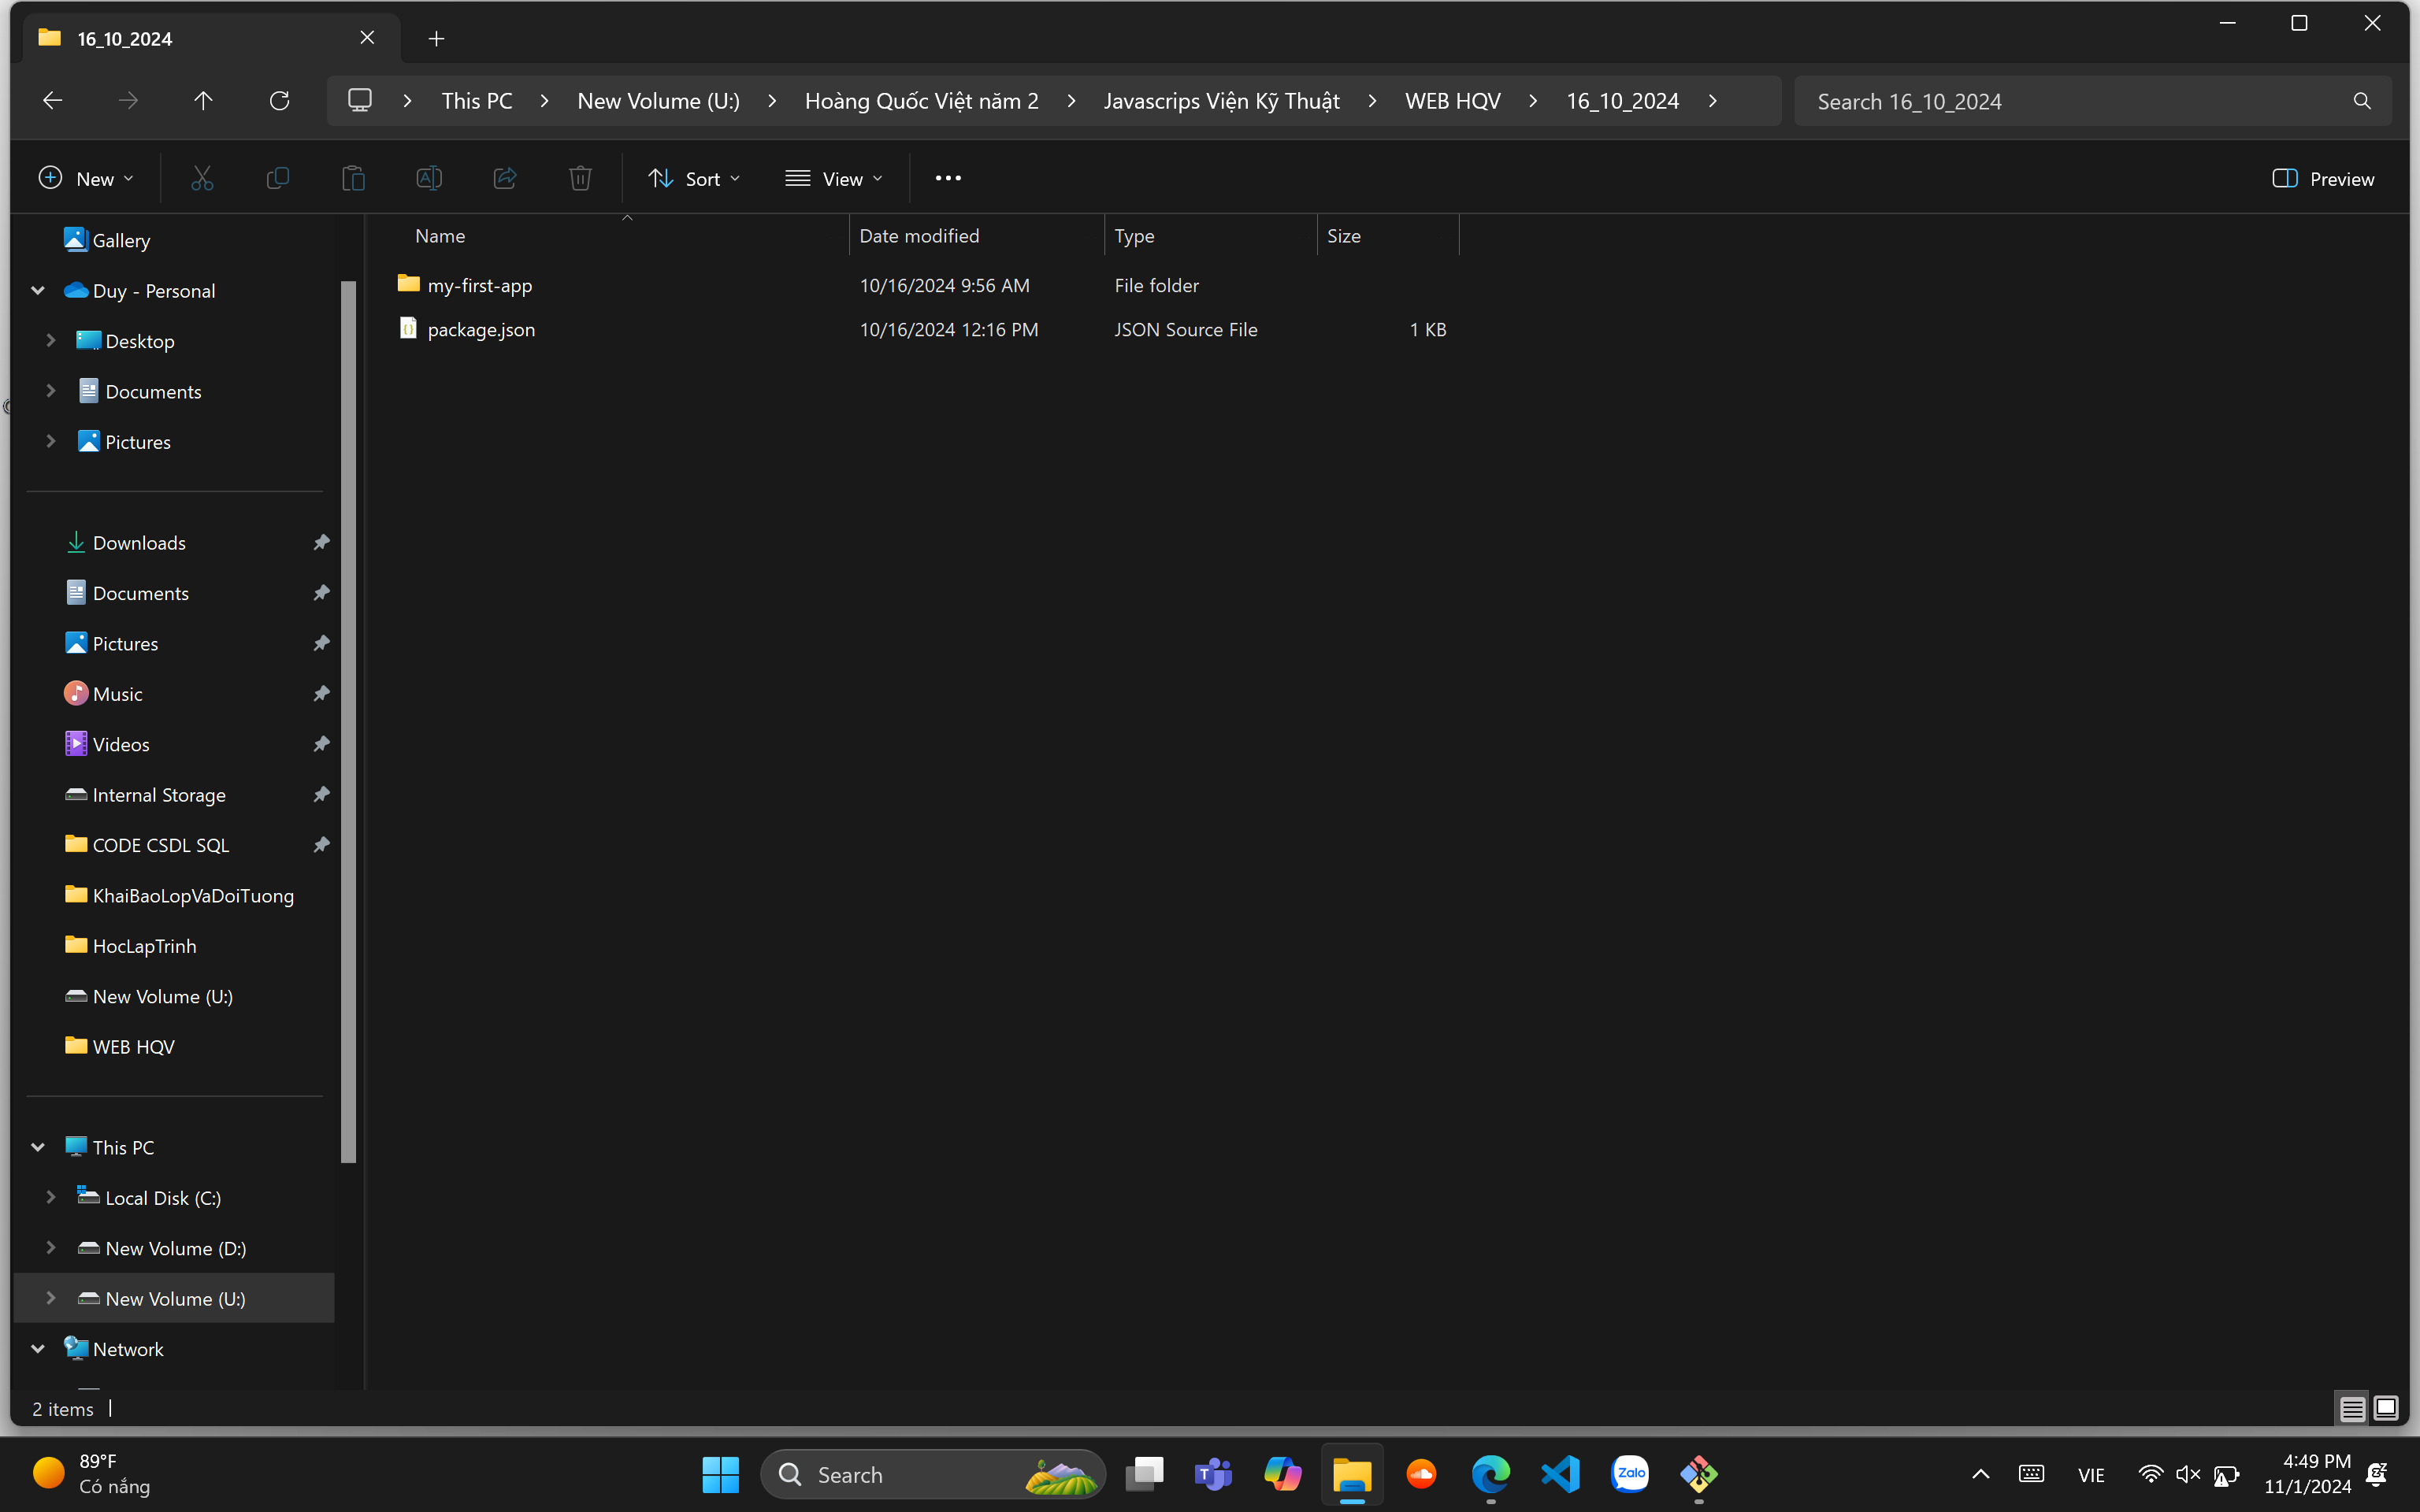 16_10_2024
This PC
New Volume (U:)
Hoàng Quốc Việt năm 2
Javascrips Viện Kỹ Thuật
WEB HQV
16_10_2024
Search 16_10_2024
New
Sort
View
Preview
Name
Date modified
Type
Size
my-first-app
10/16/2024 9:56 AM
File folder
package.json
10/16/2024 12:16 PM
JSON Source File
1 KB
Gallery
Duy - Personal
Desktop
Documents
Pictures
Downloads
Documents
Pictures
Music
Videos
Internal Storage
CODE CSDL SQL
KhaiBaoLopVaDoiTuong
HocLapTrinh
New Volume (U:)
WEB HQV
This PC
Local Disk (C:)
New Volume (D:)
New Volume (U:)
Network
2 items
89°F
Có nắng
Search
Zalo
VIE
4:49 PM
11/1/2024